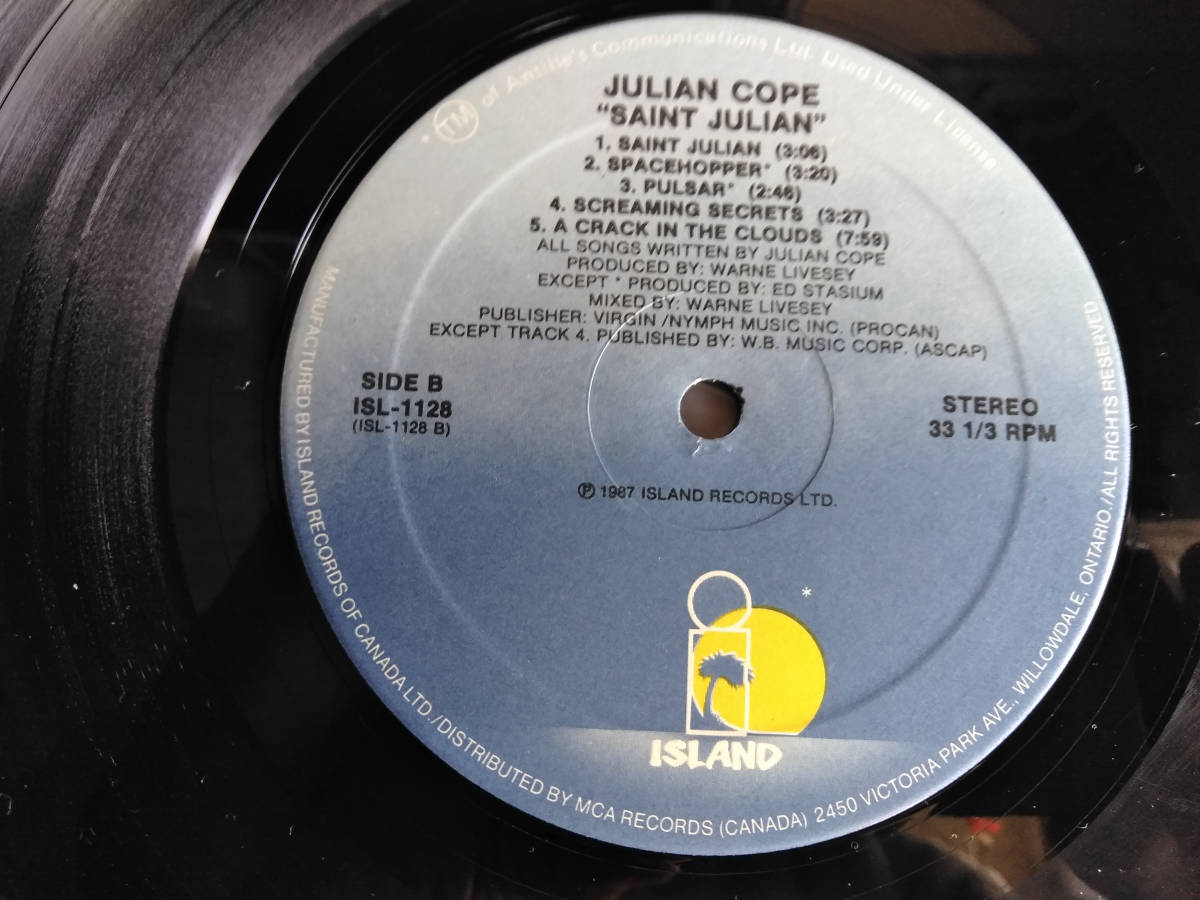 * TM of Antille's Communications Ltd. Used Under License
JULIAN COPE
"SAINT JULIAN"
1. SAINT JULIAN (3:06)
2. SPACEHOPPER* (3:20)
3. PULSAR* (2:46)
4. SCREAMING SECRETS (3:27)
5. A CRACK IN THE CLOUDS (7:59)
ALL SONGS WRITTEN BY JULIAN COPE
PRODUCED BY: WARNE LIVESEY
EXCEPT * PRODUCED BY: ED STASIUM
MIXED BY: WARNE LIVESEY
PUBLISHER: VIRGIN /NYMPH MUSIC INC. (PROCAN)
EXCEPT TRACK 4. PUBLISHED BY: W.B. MUSIC CORP. (ASCAP)
SIDE B
ISL-1128
(ISL-1128 B)
STEREO
33 1/3 RPM
℗ 1987 ISLAND RECORDS LTD.
*
ISLAND
MANUFACTURED BY ISLAND RECORDS OF CANADA LTD./DISTRIBUTED BY MCA RECORDS (CANADA) 2450 VICTORIA PARK AVE., WILLOWDALE, ONTARIO./ALL RIGHTS RESERVED